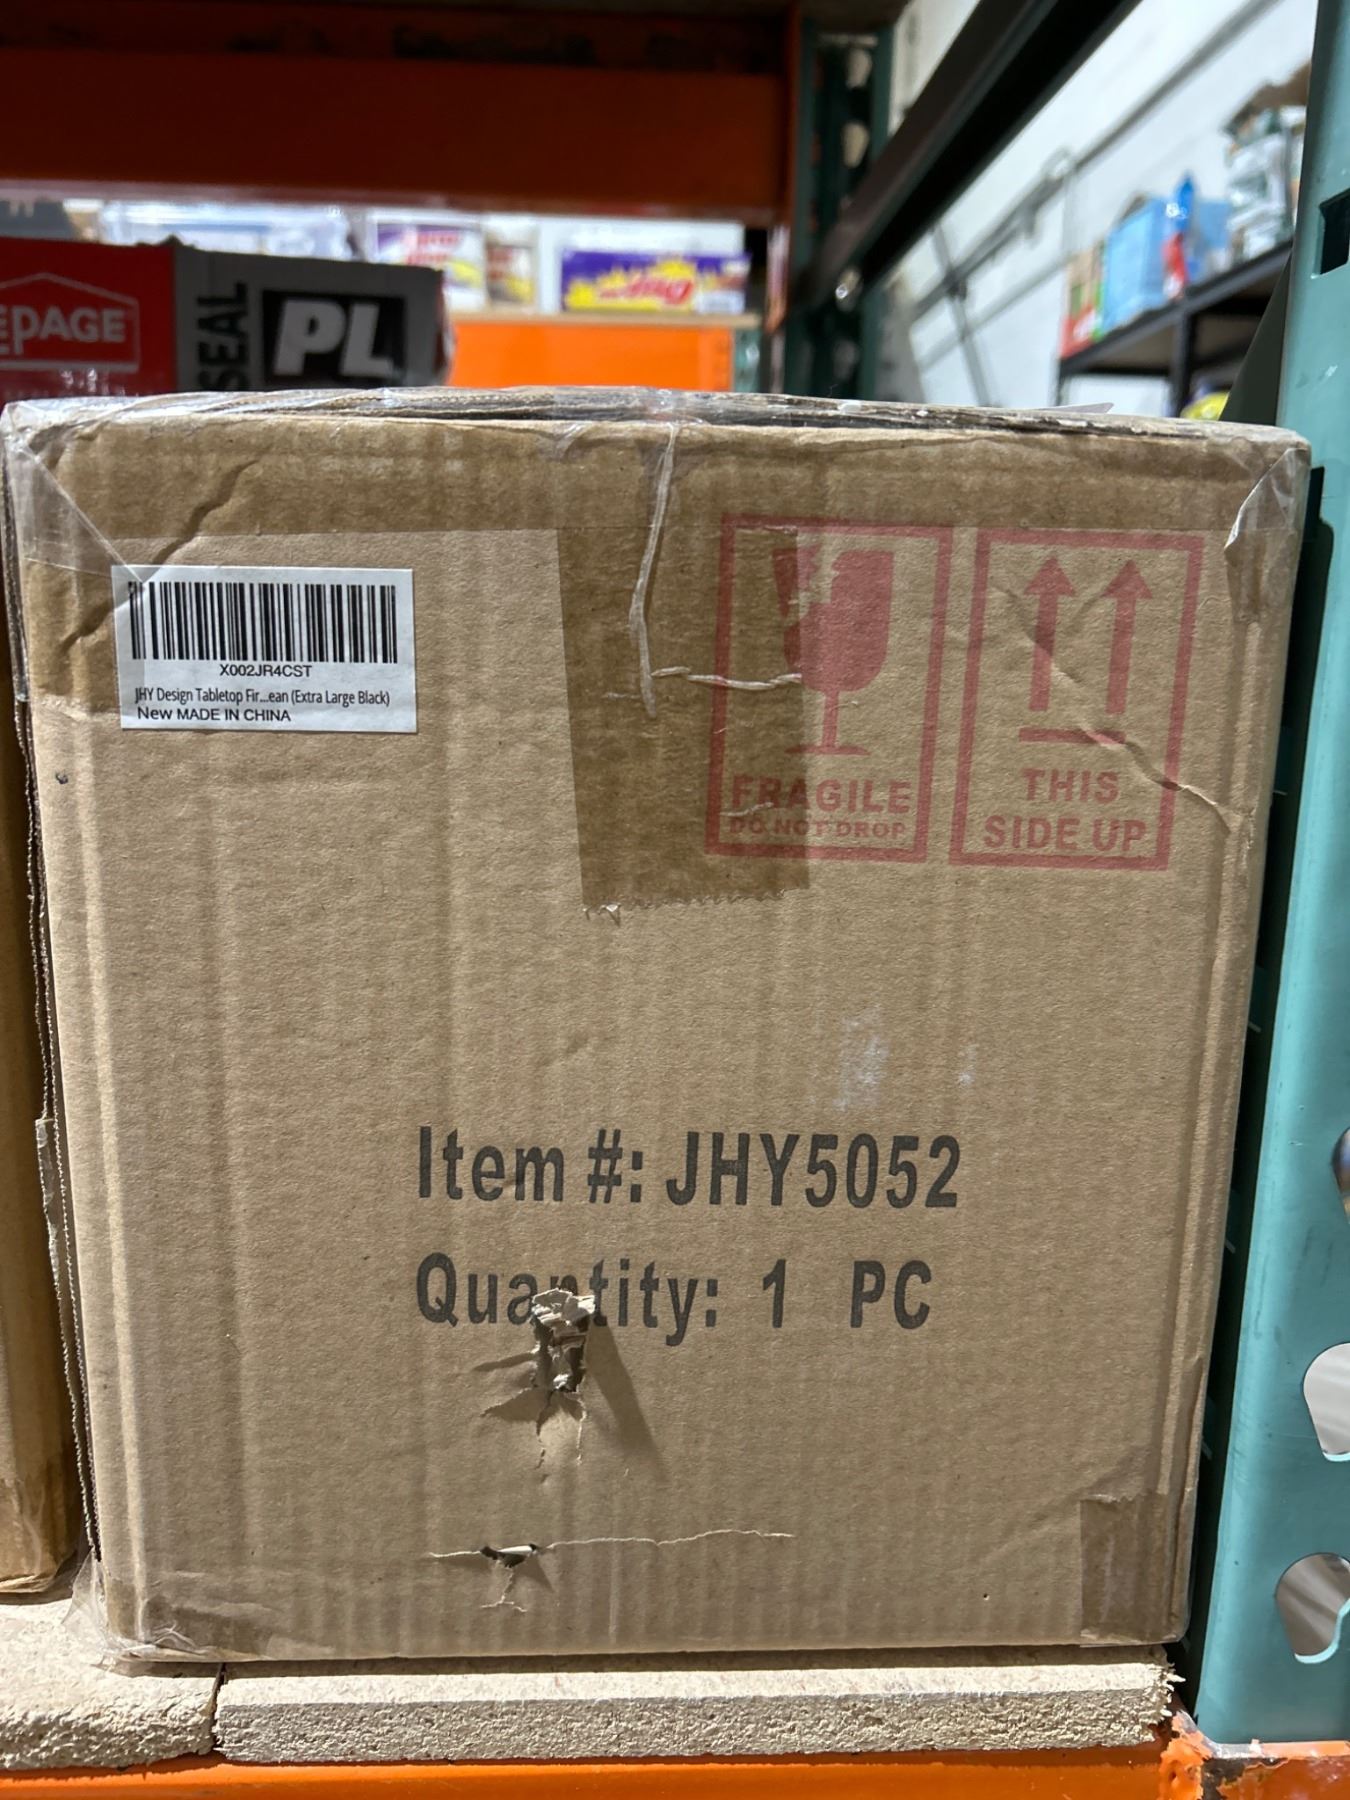 EPAGE
SEAL
PL
X002JR4CST
JHY Design Tabletop Fir...ean (Extra Large Black)
New MADE IN CHINA
FRAGILE
DO NOT DROP
THIS
SIDE UP
Item #: JHY5052
Quantity: 1 PC